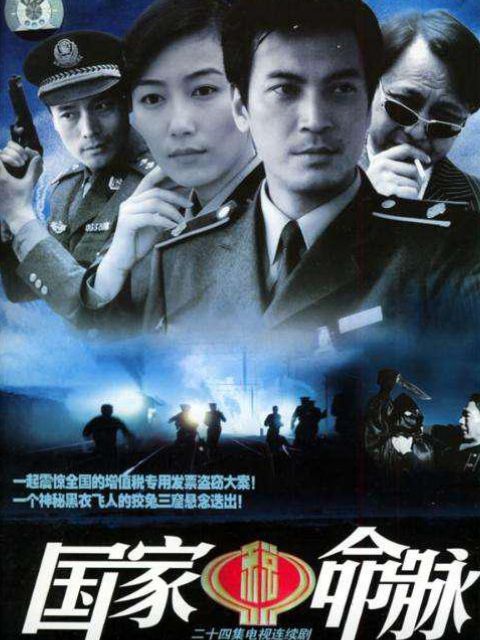 一起震惊全国的增值税专用发票盗窃大案！
一个神秘黑衣飞人的狡兔三窟悬念迭出！
国家税命脉
二十四集电视连续剧